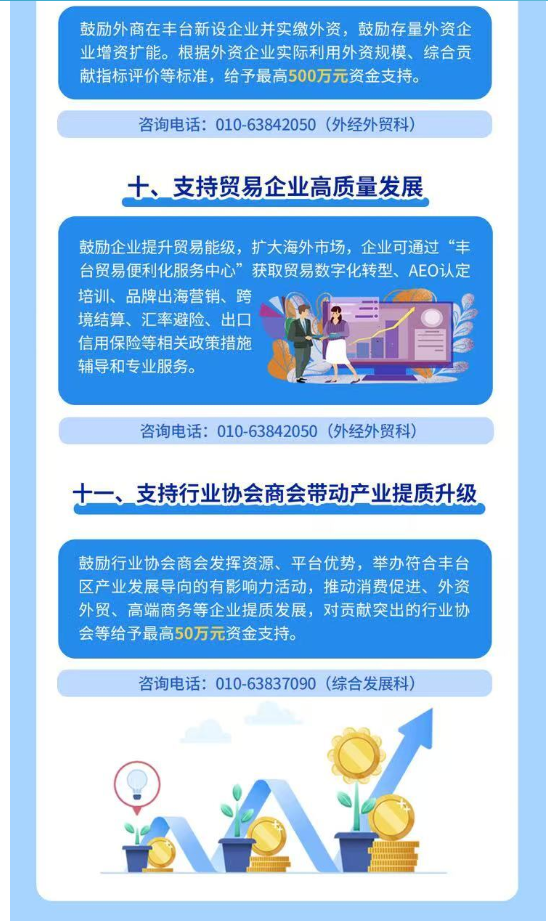 鼓励外商在丰台新设企业并实缴外资，鼓励存量外资企
业增资扩能。根据外资企业实际利用外资规模、综合贡
献指标评价等标准，给予最高500万元资金支持。
咨询电话：010-63842050（外经外贸科）
十、支持贸易企业高质量发展
鼓励企业提升贸易能级，扩大海外市场，企业可通过“丰
台贸易便利化服务中心”获取贸易数字化转型、AEO认定
培训、品牌出海营销、跨
境结算、汇率避险、出口
信用保险等相关政策措施
辅导和专业服务。
咨询电话：010-63842050（外经外贸科）
十一、支持行业协会商会带动产业提质升级
鼓励行业协会商会发挥资源、平台优势，举办符合丰台
区产业发展导向的有影响力活动，推动消费促进、外资
外贸、高端商务等企业提质发展，对贡献突出的行业协
会等给予最高50万元资金支持。
咨询电话：010-63837090（综合发展科）